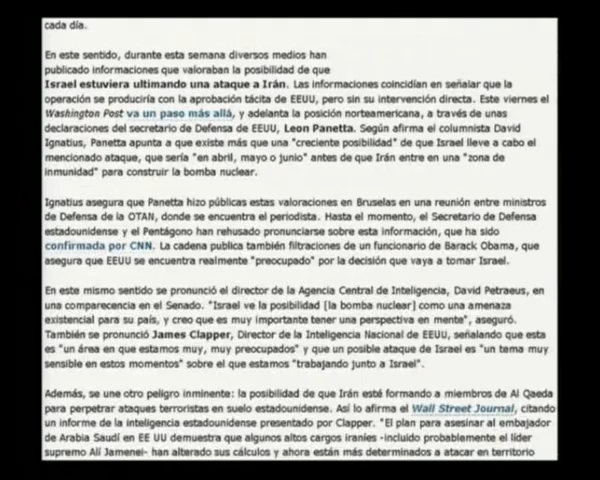 cada día.
En este sentido, durante esta semana diversos medios han
publicado informaciones que valoraban la posibilidad de que
Israel estuviera ultimando una ataque a Irán. Las informaciones coincidían en señalar que la
operación se produciría con la aprobación tácita de EEUU, pero sin su intervención directa. Este viernes el
Washington Post va un paso más allá, y adelanta la posición norteamericana, a través de unas
declaraciones del secretario de Defensa de EEUU, Leon Panetta. Según afirma el columnista David
Ignatius, Panetta apunta a que existe más que una "creciente posibilidad" de que Israel lleve a cabo el
mencionado ataque, que sería "en abril, mayo o junio" antes de que Irán entre en una "zona de
inmunidad" para construir la bomba nuclear.
Ignatius asegura que Panetta hizo públicas estas valoraciones en Bruselas en una reunión entre ministros
de Defensa de la OTAN, donde se encuentra el periodista. Hasta el momento, el Secretario de Defensa
estadounidense y el Pentágono han rehusado pronunciarse sobre esta información, que ha sido
confirmada por CNN. La cadena publica también filtraciones de un funcionario de Barack Obama, que
asegura que EEUU se encuentra realmente "preocupado" por la decisión que vaya a tomar Israel.
En este mismo sentido se pronunció el director de la Agencia Central de Inteligencia, David Petraeus, en
una comparecencia en el Senado. "Israel ve la posibilidad [la bomba nuclear] como una amenaza
existencial para su país, y creo que es muy importante tener una perspectiva en mente", aseguró.
También se pronunció James Clapper, Director de la Inteligencia Nacional de EEUU, señalando que esta
es "un área en que estamos muy, muy preocupados" y que un posible ataque de Israel es "un tema muy
sensible en estos momentos" sobre el que estamos "trabajando junto a Israel".
Además, se une otro peligro inminente: la posibilidad de que Irán esté formando a miembros de Al Qaeda
para perpetrar ataques terroristas en suelo estadounidense. Así lo afirma el Wall Street Journal, citando
un informe de la inteligencia estadounidense presentado por Clapper. "El plan para asesinar al embajador
de Arabia Saudí en EE UU demuestra que algunos altos cargos iraníes -incluido probablemente el líder
supremo Alí Jamenei- han alterado sus cálculos y ahora están más determinados a atacar en territorio